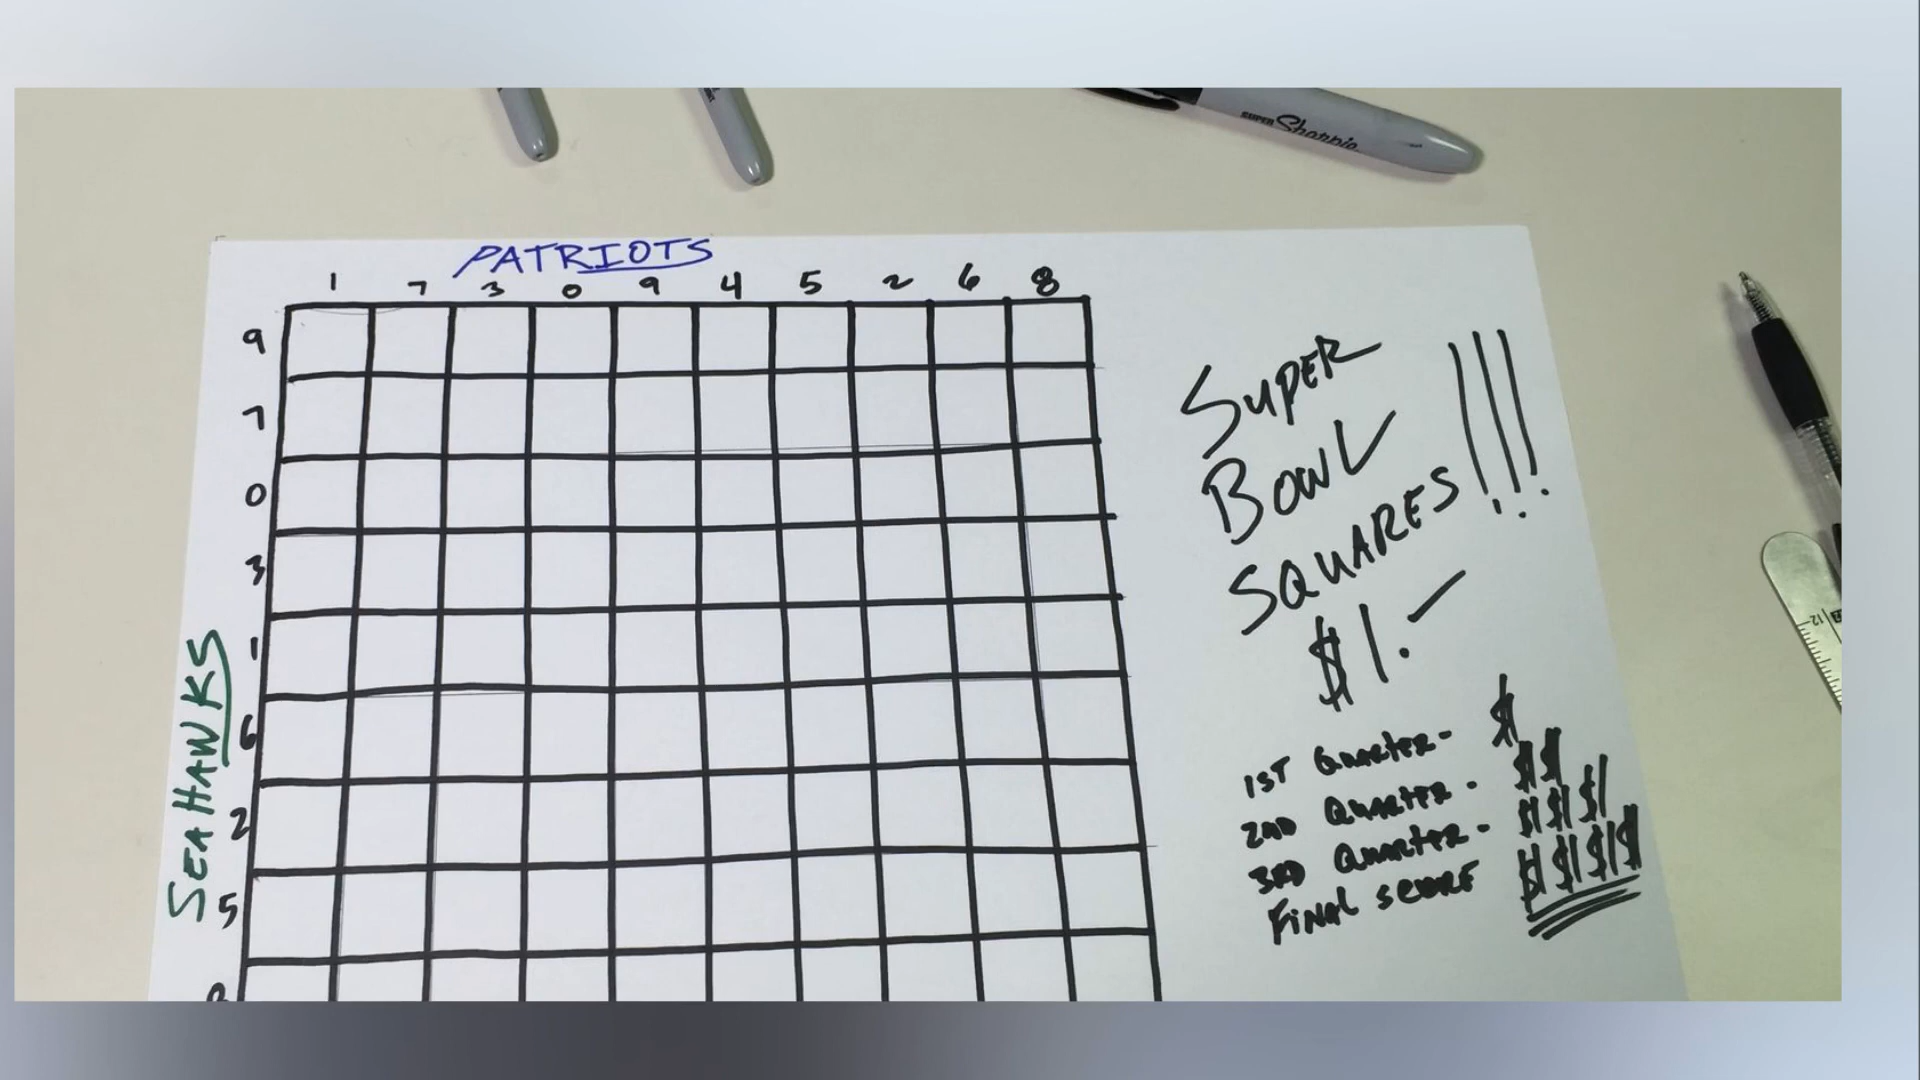 SUPER Sharpie
PATRIOTS
1 7 3 0 9 4 5 2 6 8
9
7
0
3
1
6
2
5
SEAHAWKS
SUPER
BOWL
SQUARES!!!
$1.-
1ST QUARTER- $
2ND QUARTER- $$
3RD QUARTER- $$$
FINAL SCORE $$$$
12